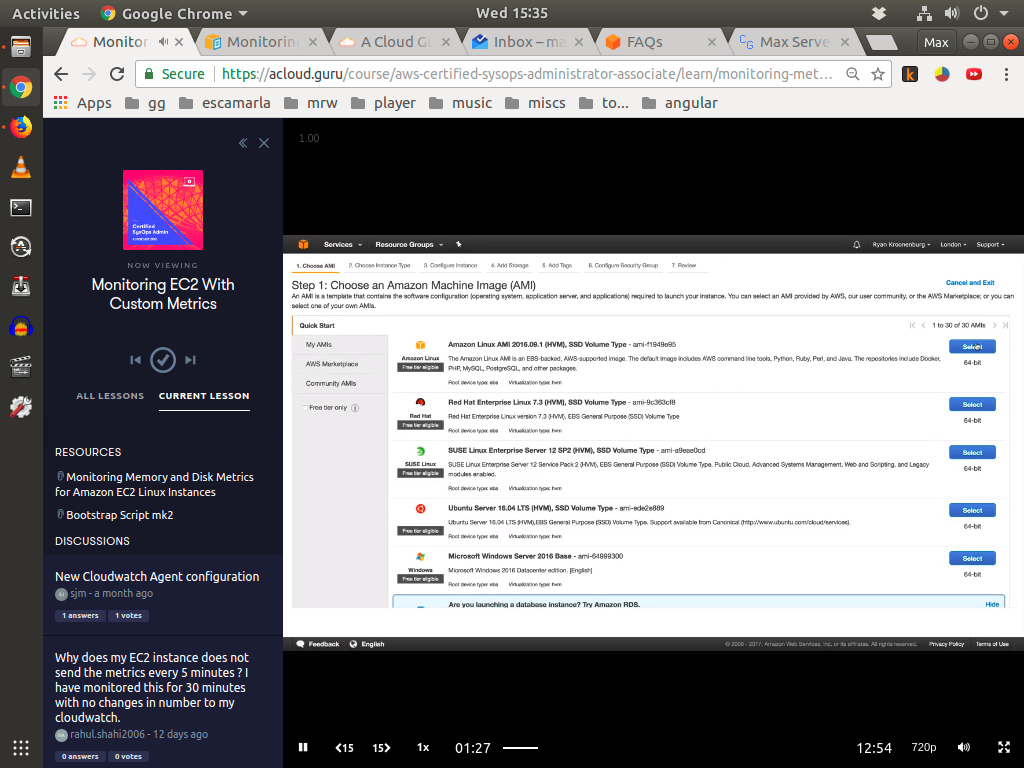 Activities Google Chrome Wed 15:35
Monitor Monitorin A Cloud Gu Inbox – ma FAQs Max Serve Max
Secure https://acloud.guru/course/aws-certified-sysops-administrator-associate/learn/monitoring-met...
Apps gg escamarla mrw player music miscs to... angular
1.00
Certified
SysOps Admin
NOW VIEWING
Monitoring EC2 With
Custom Metrics
ALL LESSONS CURRENT LESSON
RESOURCES
Monitoring Memory and Disk Metrics
for Amazon EC2 Linux Instances
Bootstrap Script mk2
DISCUSSIONS
New Cloudwatch Agent configuration
sjm - a month ago
1 answers 1 votes
Why does my EC2 instance does not
send the metrics every 5 minutes ? I
have monitored this for 30 minutes
with no changes in number to my
cloudwatch.
rahul.shahi2006 - 12 days ago
0 answers 0 votes
Services Resource Groups Ryan Kroonenburg London Support
1. Choose AMI 2. Choose Instance Type 3. Configure Instance 4. Add Storage 5. Add Tags 6. Configure Security Group 7. Review
Step 1: Choose an Amazon Machine Image (AMI) Cancel and Exit
An AMI is a template that contains the software configuration (operating system, application server, and applications) required to launch your instance. You can select an AMI provided by AWS, our user community, or the AWS Marketplace; or you can
select one of your own AMIs.
Quick Start
My AMIs
AWS Marketplace
Community AMIs
Free tier only
1 to 30 of 30 AMIs
Amazon Linux
Free tier eligible
Amazon Linux AMI 2016.09.1 (HVM), SSD Volume Type - ami-f1949e95
The Amazon Linux AMI is an EBS-backed, AWS-supported image. The default image includes AWS command line tools, Python, Ruby, Perl, and Java. The repositories include Docker,
PHP, MySQL, PostgreSQL, and other packages.
Root device type: ebs Virtualization type: hvm
Select
64-bit
Red Hat
Free tier eligible
Red Hat Enterprise Linux 7.3 (HVM), SSD Volume Type - ami-9c363cf8
Red Hat Enterprise Linux version 7.3 (HVM), EBS General Purpose (SSD) Volume Type
Root device type: ebs Virtualization type: hvm
Select
64-bit
SUSE Linux
Free tier eligible
SUSE Linux Enterprise Server 12 SP2 (HVM), SSD Volume Type - ami-a9eae0cd
SUSE Linux Enterprise Server 12 Service Pack 2 (HVM), EBS General Purpose (SSD) Volume Type. Public Cloud, Advanced Systems Management, Web and Scripting, and Legacy
modules enabled.
Root device type: ebs Virtualization type: hvm
Select
64-bit
Free tier eligible
Ubuntu Server 16.04 LTS (HVM), SSD Volume Type - ami-ede2e889
Ubuntu Server 16.04 LTS (HVM),EBS General Purpose (SSD) Volume Type. Support available from Canonical (http://www.ubuntu.com/cloud/services).
Root device type: ebs Virtualization type: hvm
Select
64-bit
Windows
Free tier eligible
Microsoft Windows Server 2016 Base - ami-64999300
Microsoft Windows 2016 Datacenter edition. [English]
Root device type: ebs Virtualization type: hvm
Select
64-bit
Are you launching a database instance? Try Amazon RDS. Hide
Feedback English © 2008 - 2017, Amazon Web Services, Inc. or its affiliates. All rights reserved. Privacy Policy Terms of Use
15 15 1x 01:27 12:54 720p